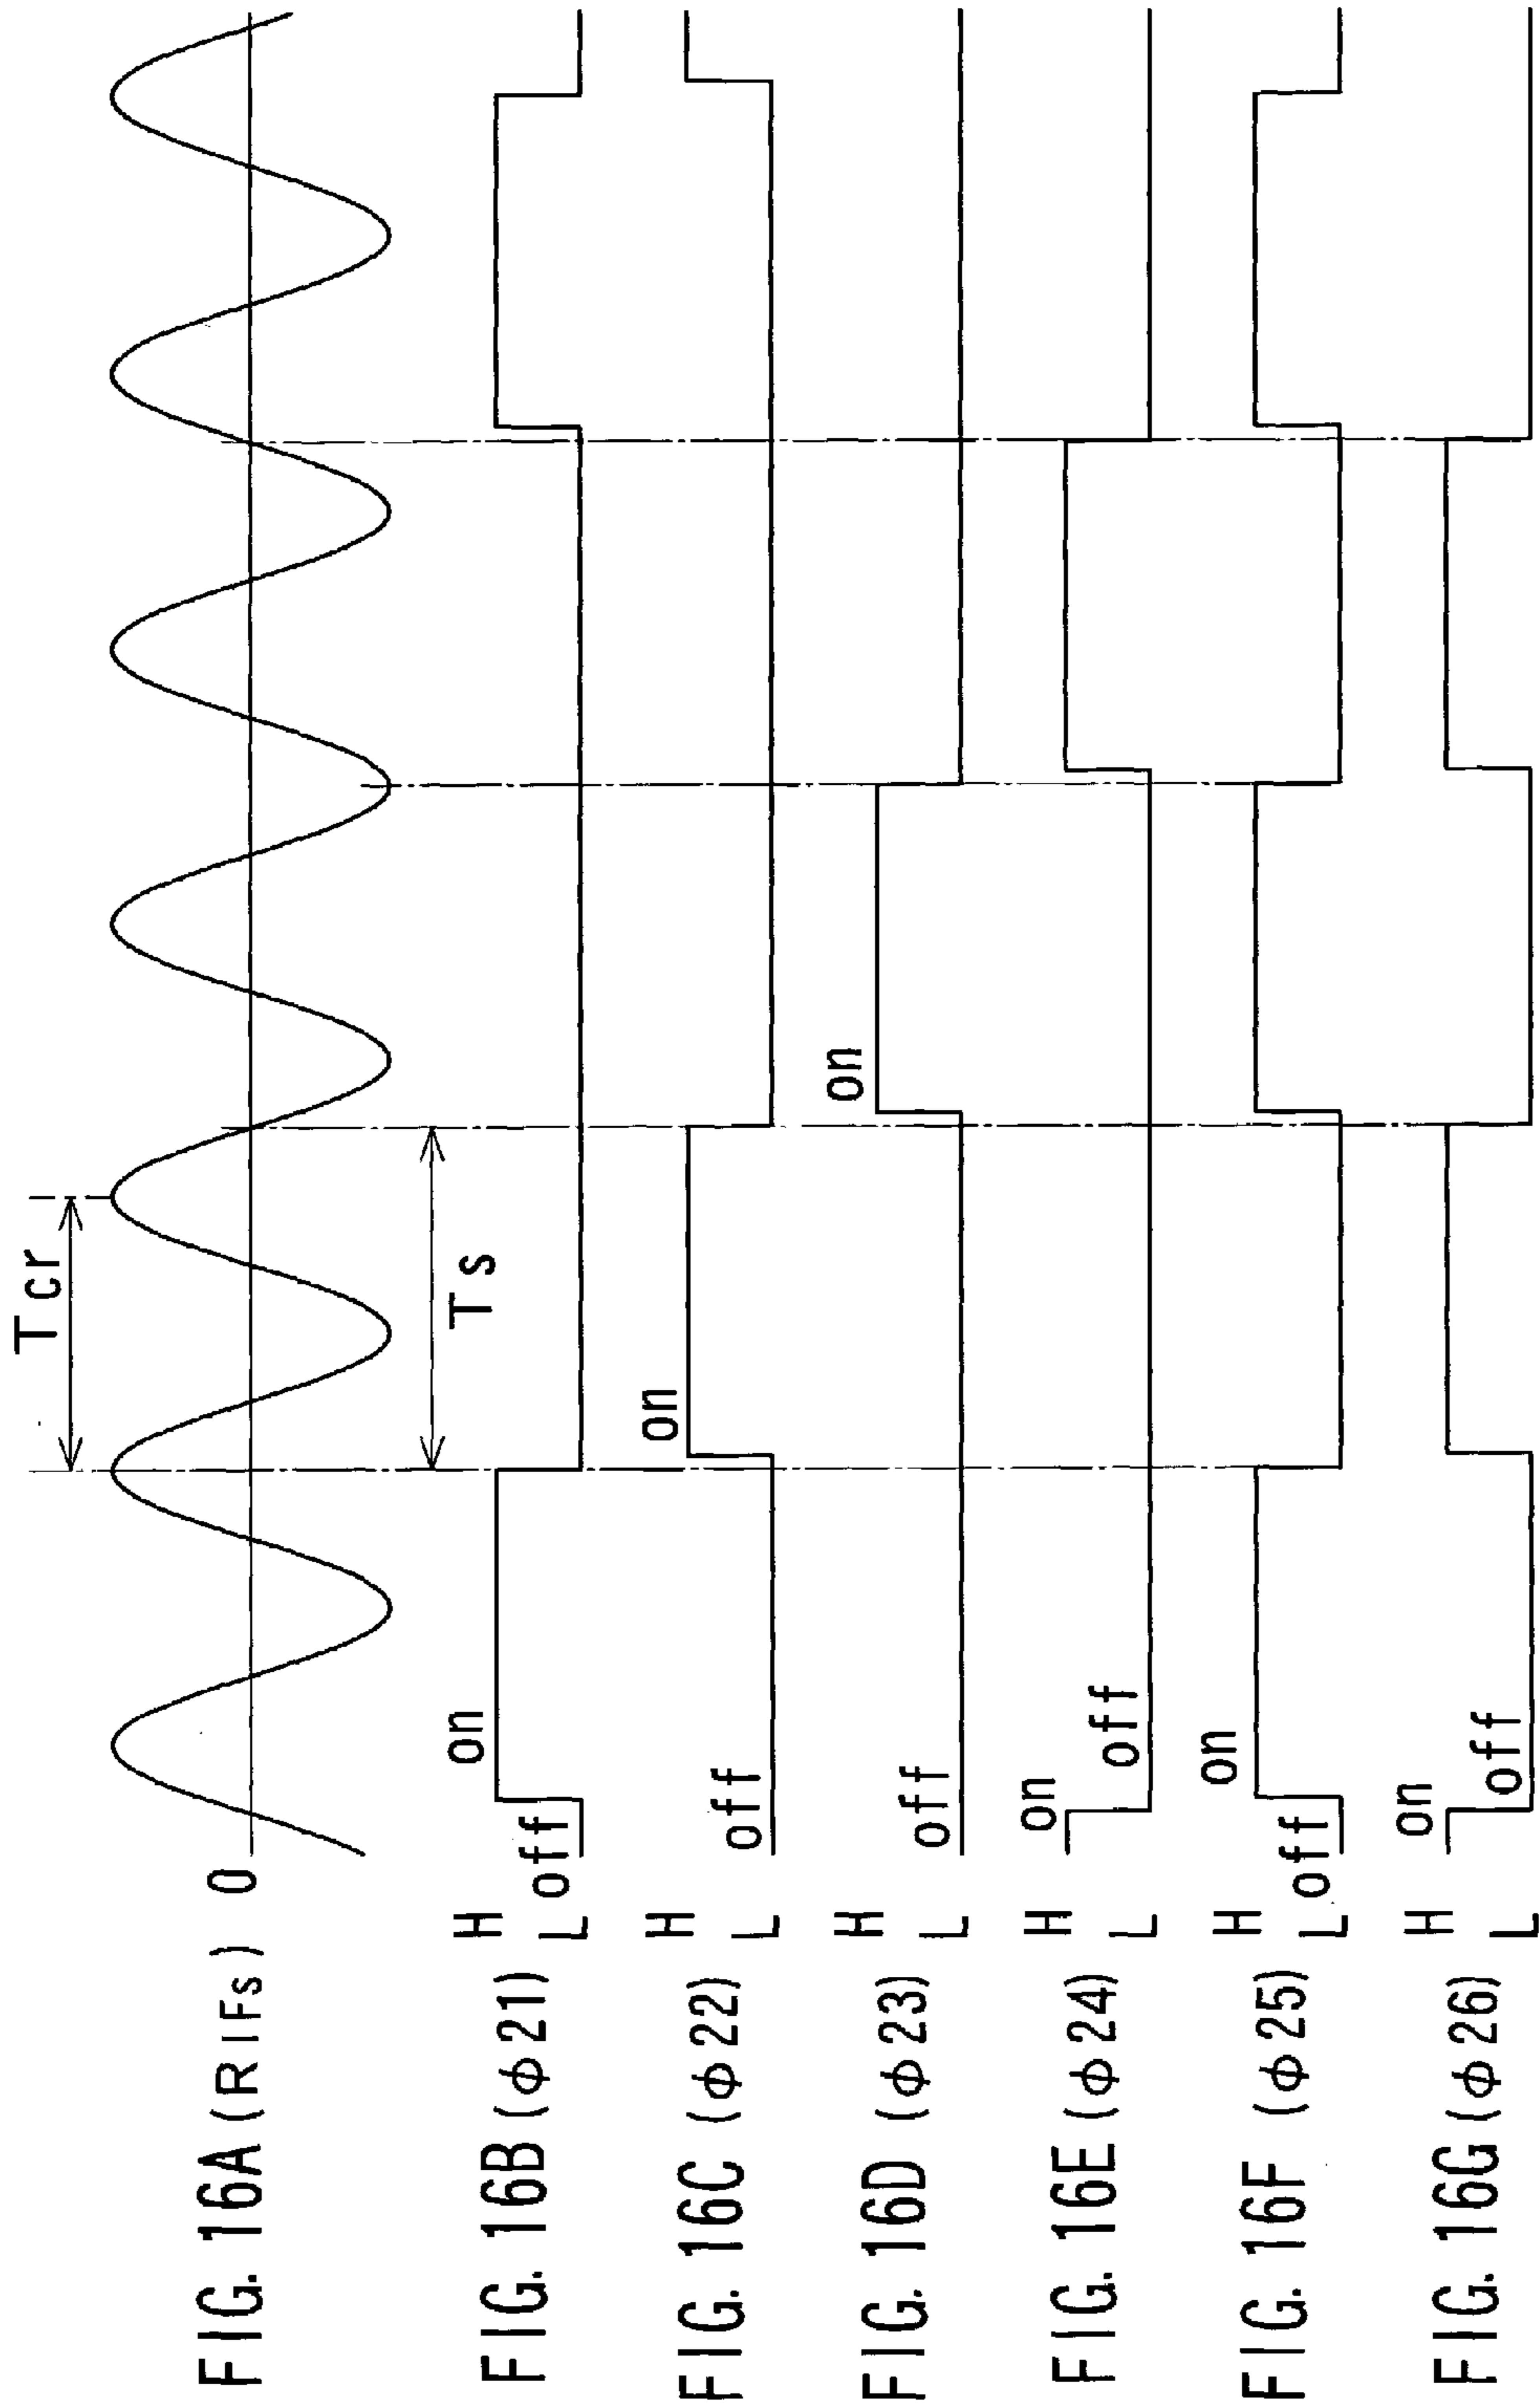 Tcr
FIG. 16A (RIFs) 0
Ts
FIG. 16B (ϕ21) H
L
off
on
FIG. 16C (ϕ22) H
L
off
on
FIG. 16D (ϕ23) H
L
off
on
FIG. 16E (ϕ24) H
L
on
off
FIG. 16F (ϕ25) H
L
off
on
FIG. 16G (ϕ26) H
L
on
off